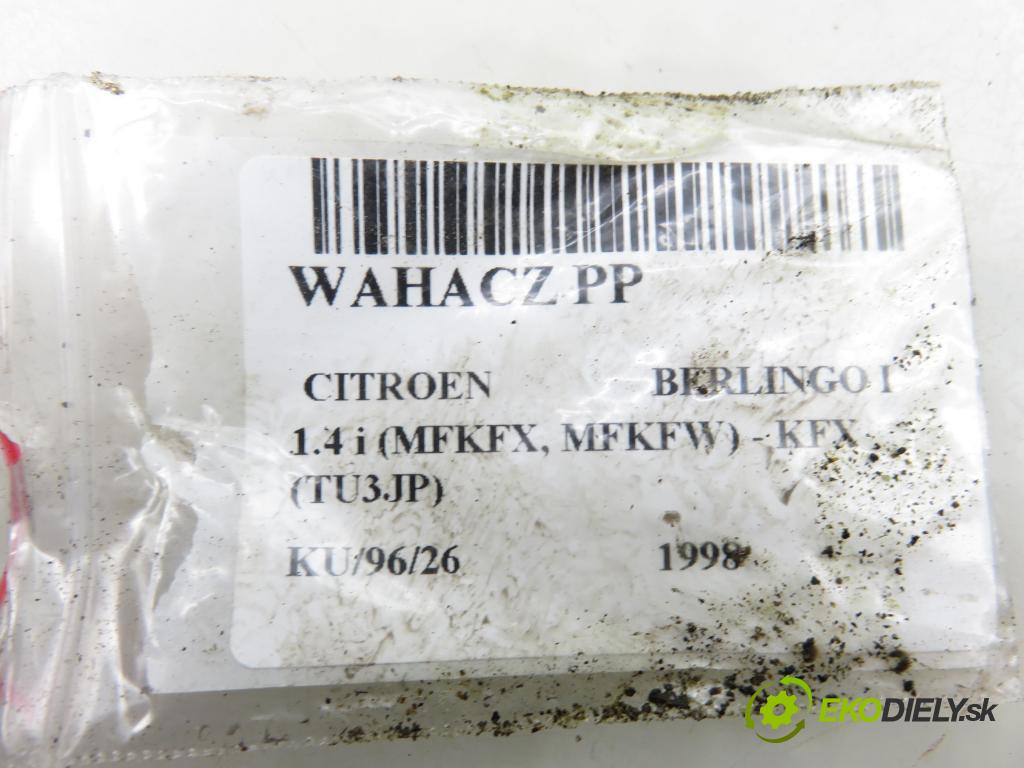 WAHACZ PP
CITROEN BERLINGO I
1.4 i (MFKFX, MFKFW) - KFX
(TU3JP)
KU/96/26 1998
EKODIELY.sk